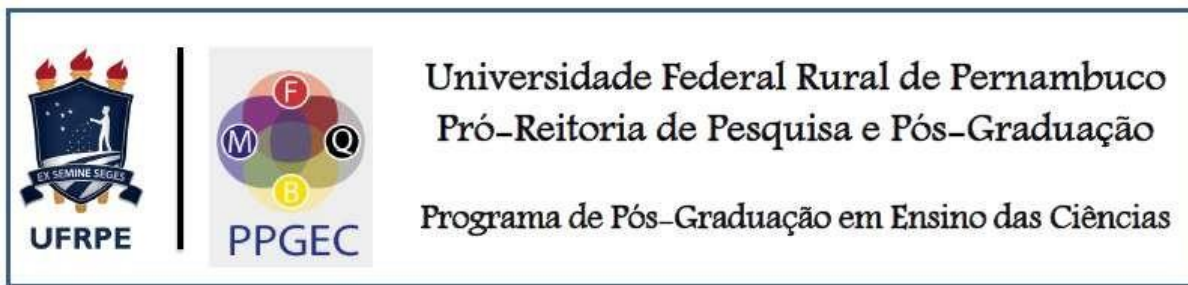 EX SEMINE SEGES
UFRPE
F
M
Q
B
PPGEC
Universidade Federal Rural de Pernambuco
Pró-Reitoria de Pesquisa e Pós-Graduação
Programa de Pós-Graduação em Ensino das Ciências